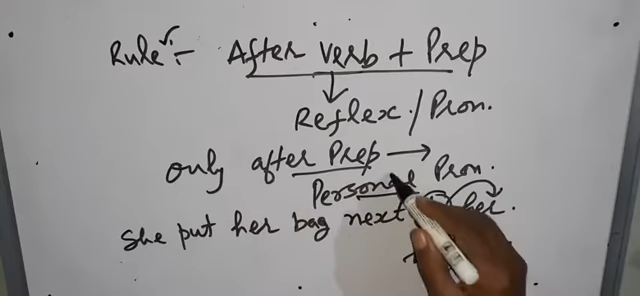 Rule :- After verb + Prep
Reflex. / Pron.
only after Prep →
Personal Pron.
She put her bag next her.